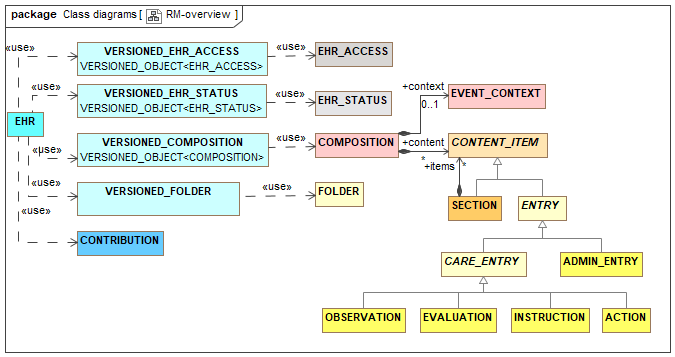 package Class diagrams [ RM-overview ]
«use»
VERSIONED_EHR_ACCESS
VERSIONED_OBJECT<EHR_ACCESS>
«use»
EHR_ACCESS
«use»
VERSIONED_EHR_STATUS
VERSIONED_OBJECT<EHR_STATUS>
«use»
EHR_STATUS
+context
0..1
EVENT_CONTEXT
EHR
«use»
VERSIONED_COMPOSITION
VERSIONED_OBJECT<COMPOSITION>
«use»
COMPOSITION
+content
*
CONTENT_ITEM
+items
*
«use»
VERSIONED_FOLDER
«use»
FOLDER
SECTION
ENTRY
«use»
CONTRIBUTION
CARE_ENTRY
ADMIN_ENTRY
OBSERVATION
EVALUATION
INSTRUCTION
ACTION